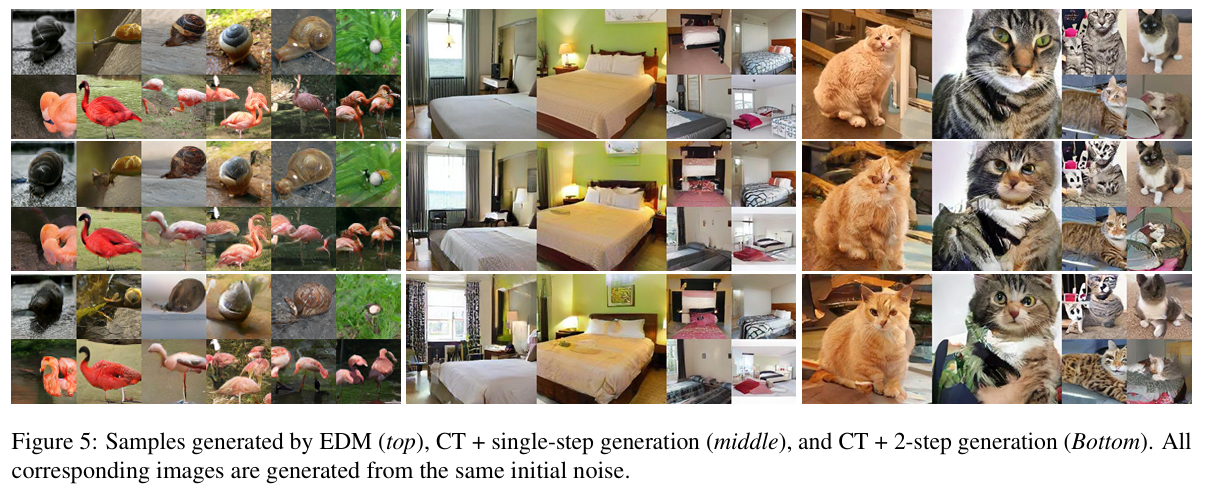 Figure 5: Samples generated by EDM (top), CT + single-step generation (middle), and CT + 2-step generation (Bottom). All
corresponding images are generated from the same initial noise.